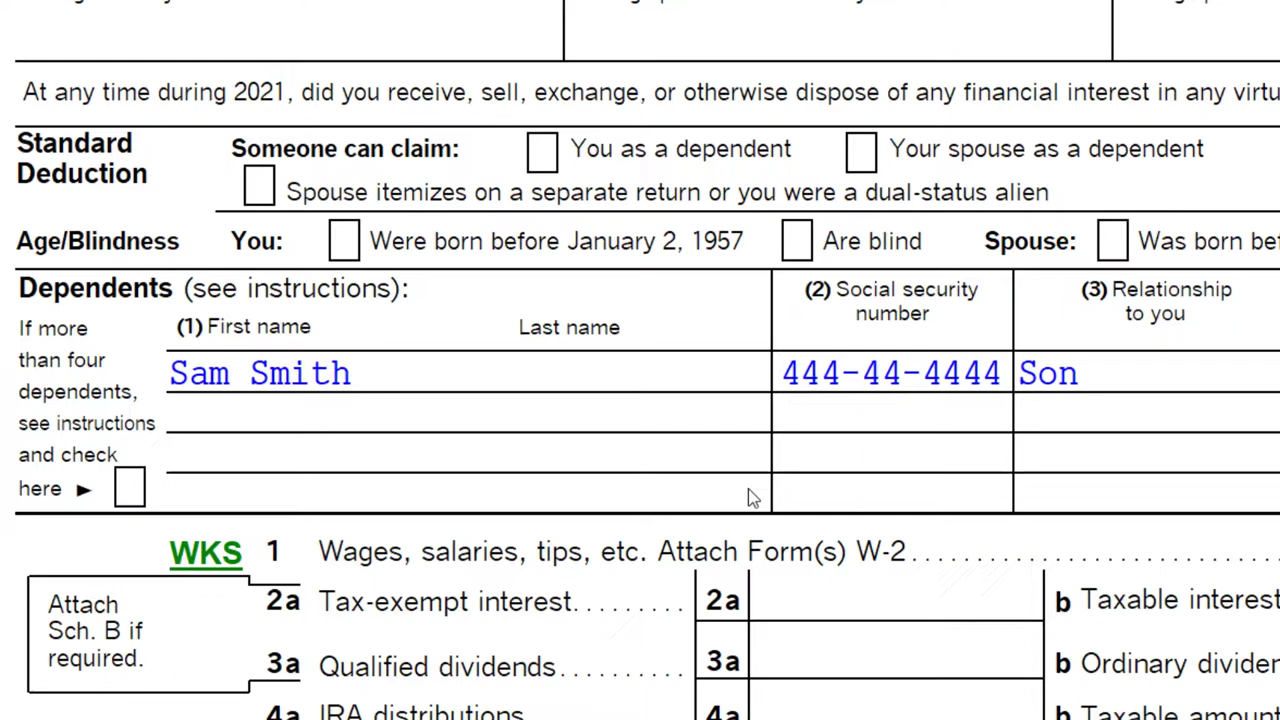 At any time during 2021, did you receive, sell, exchange, or otherwise dispose of any financial interest in any virtu
Standard Deduction
Someone can claim: You as a dependent Your spouse as a dependent
Spouse itemizes on a separate return or you were a dual-status alien
Age/Blindness You: Were born before January 2, 1957 Are blind Spouse: Was born bef
Dependents (see instructions):
(2) Social security number
(3) Relationship to you
If more
than four
dependents,
see instructions
and check
here ►
(1) First name Last name
Sam Smith 444-44-4444 Son
WKS 1 Wages, salaries, tips, etc. Attach Form(s) W-2
Attach
Sch. B if
required.
2a Tax-exempt interest 2a b Taxable interest
3a Qualified dividends 3a b Ordinary dividen
4a IRA distributions 4a b Taxable amount